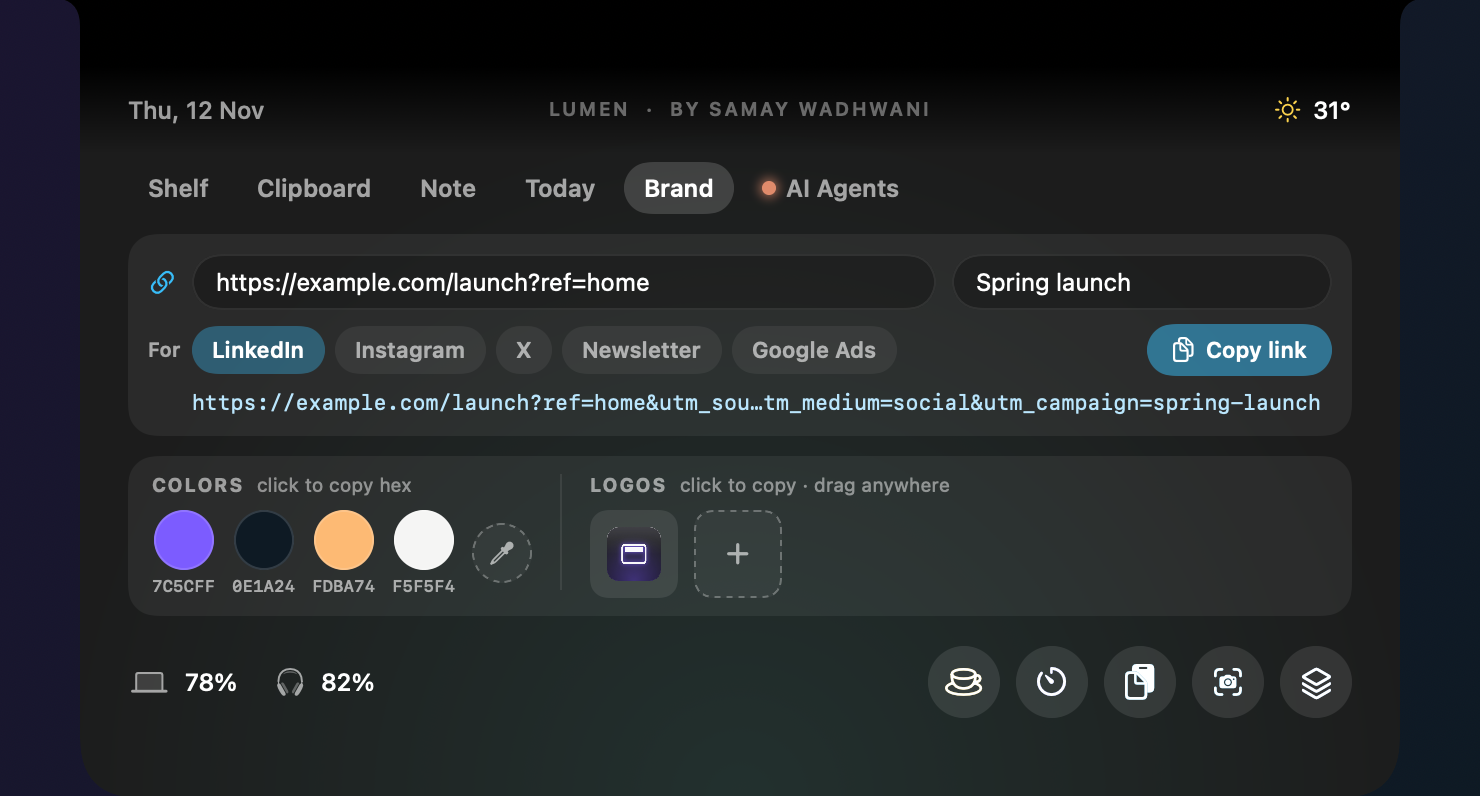 Thu, 12 Nov
LUMEN · BY SAMAY WADHWANI
31°
Shelf Clipboard Note Today Brand AI Agents
https://example.com/launch?ref=home
Spring launch
For LinkedIn Instagram X Newsletter Google Ads Copy link
https://example.com/launch?ref=home&utm_sou…tm_medium=social&utm_campaign=spring-launch
COLORS click to copy hex
7C5CFF 0E1A24 FDBA74 F5F5F4
LOGOS click to copy · drag anywhere
78% 82%